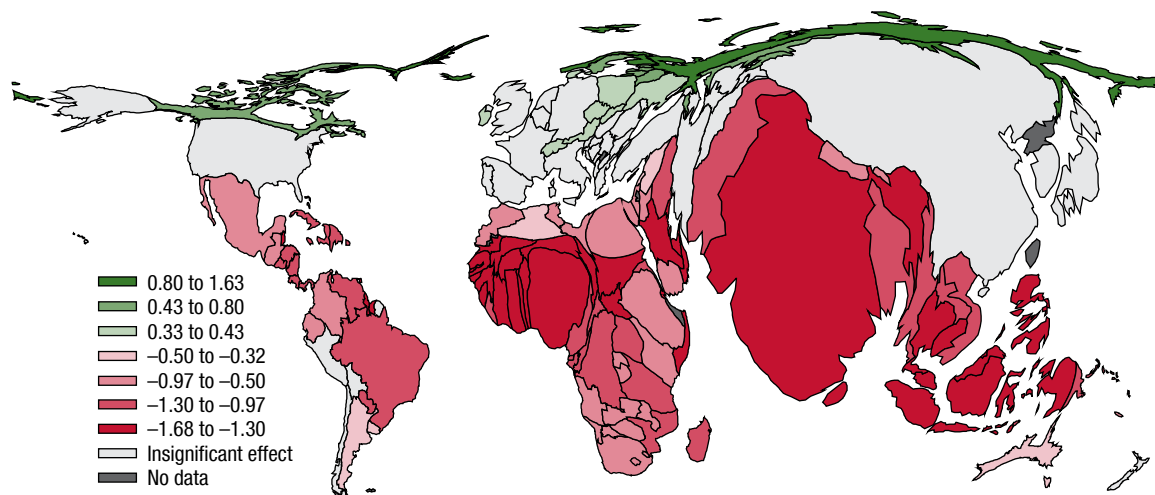 0.80 to 1.63
0.43 to 0.80
0.33 to 0.43
–0.50 to –0.32
–0.97 to –0.50
–1.30 to –0.97
–1.68 to –1.30
Insignificant effect
No data